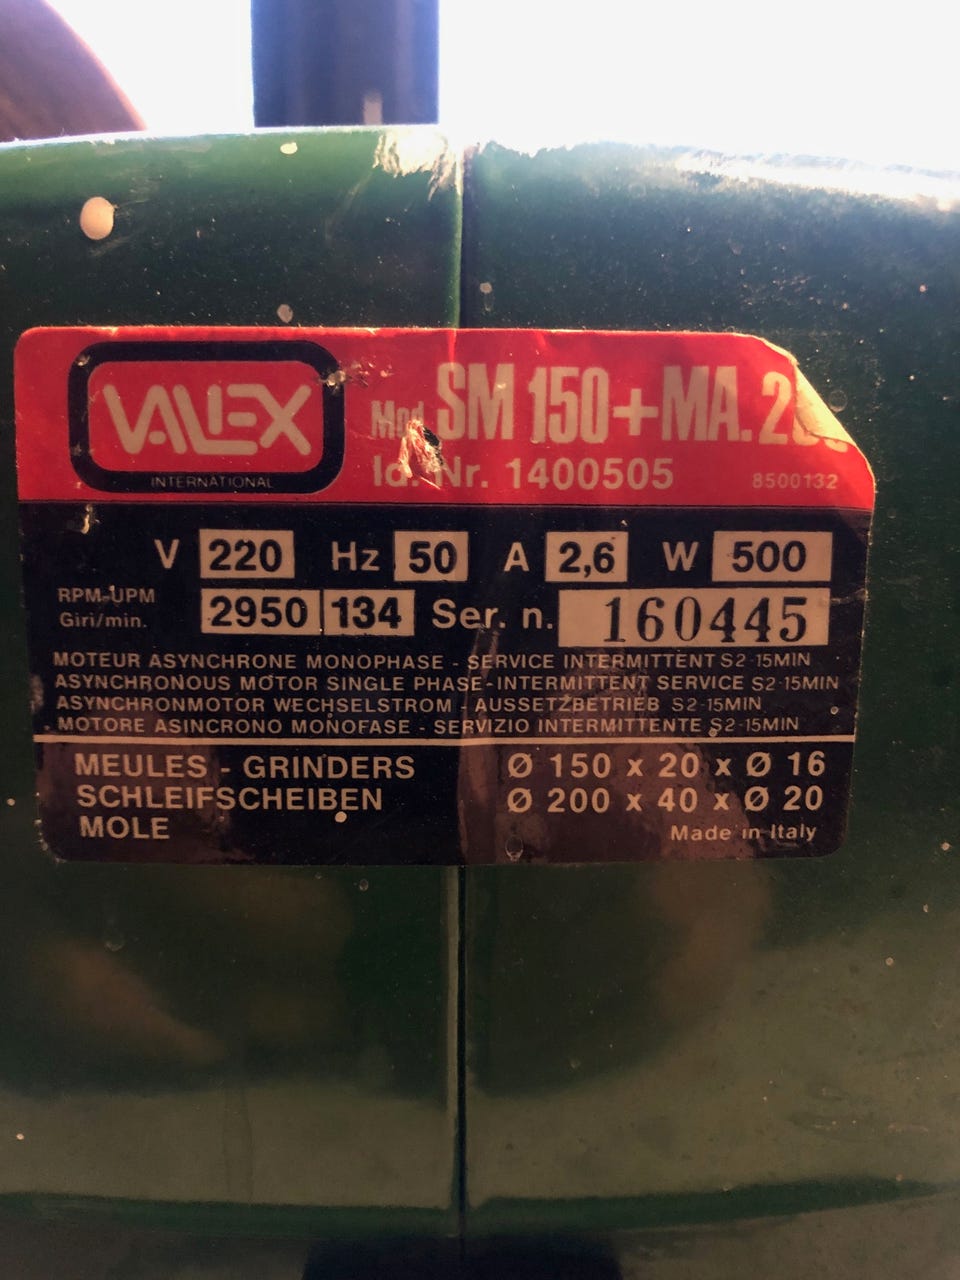 VALEX
INTERNATIONAL
Mod. SM 150+MA.
Id. Nr. 1400505 8500132
V 220 Hz 50 A 2,6 W 500
RPM-UPM
Giri/min. 2950 134 Ser. n. 160445
MOTEUR ASYNCHRONE MONOPHASE - SERVICE INTERMITTENT S2-15MIN
ASYNCHRONOUS MOTOR SINGLE PHASE-INTERMITTENT SERVICE S2-15MIN
ASYNCHRONMOTOR WECHSELSTROM - AUSSETZBETRIEB S2-15MIN
MOTORE ASINCRONO MONOFASE - SERVIZIO INTERMITTENTE S2-15MIN
MEULES - GRINDERS Ø 150 x 20 x Ø 16
SCHLEIFSCHEIBEN Ø 200 x 40 x Ø 20
MOLE Made in Italy